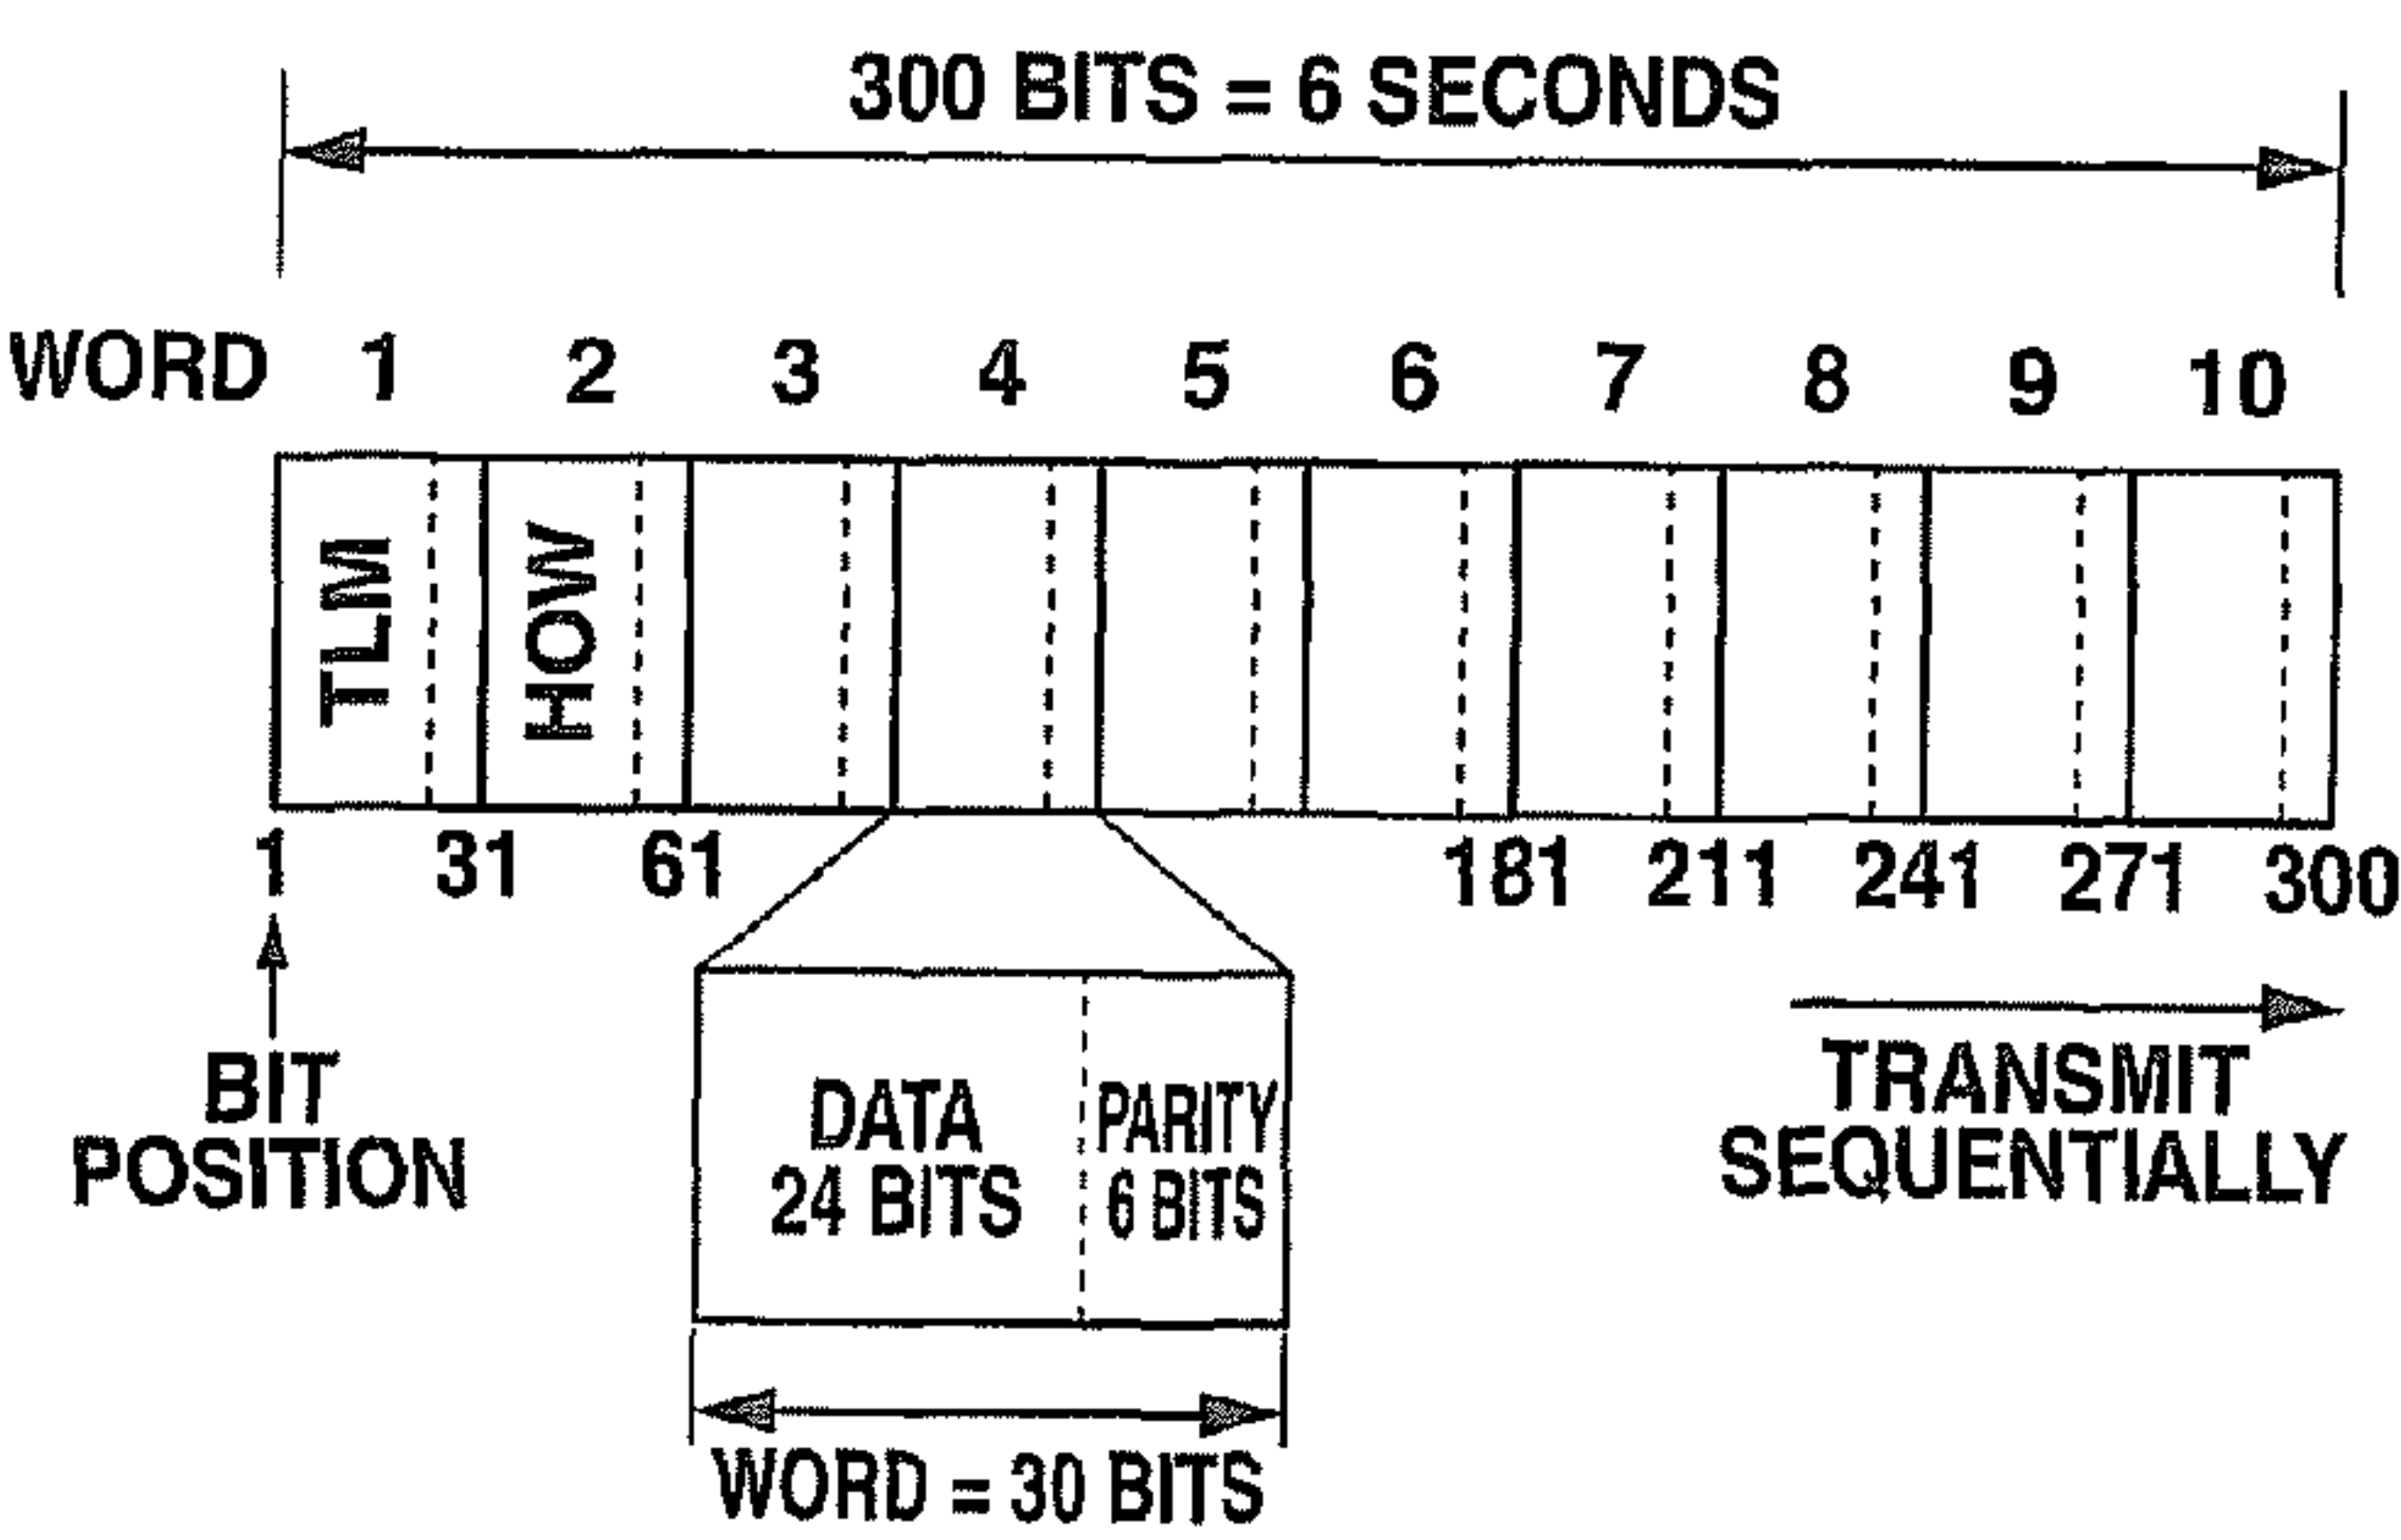 300 BITS = 6 SECONDS
WORD 1 2 3 4 5 6 7 8 9 10
TLM
HOW
1 31 61 181 211 241 271 300
BIT
POSITION
DATA
24 BITS
PARITY
6 BITS
TRANSMIT
SEQUENTIALLY
WORD = 30 BITS